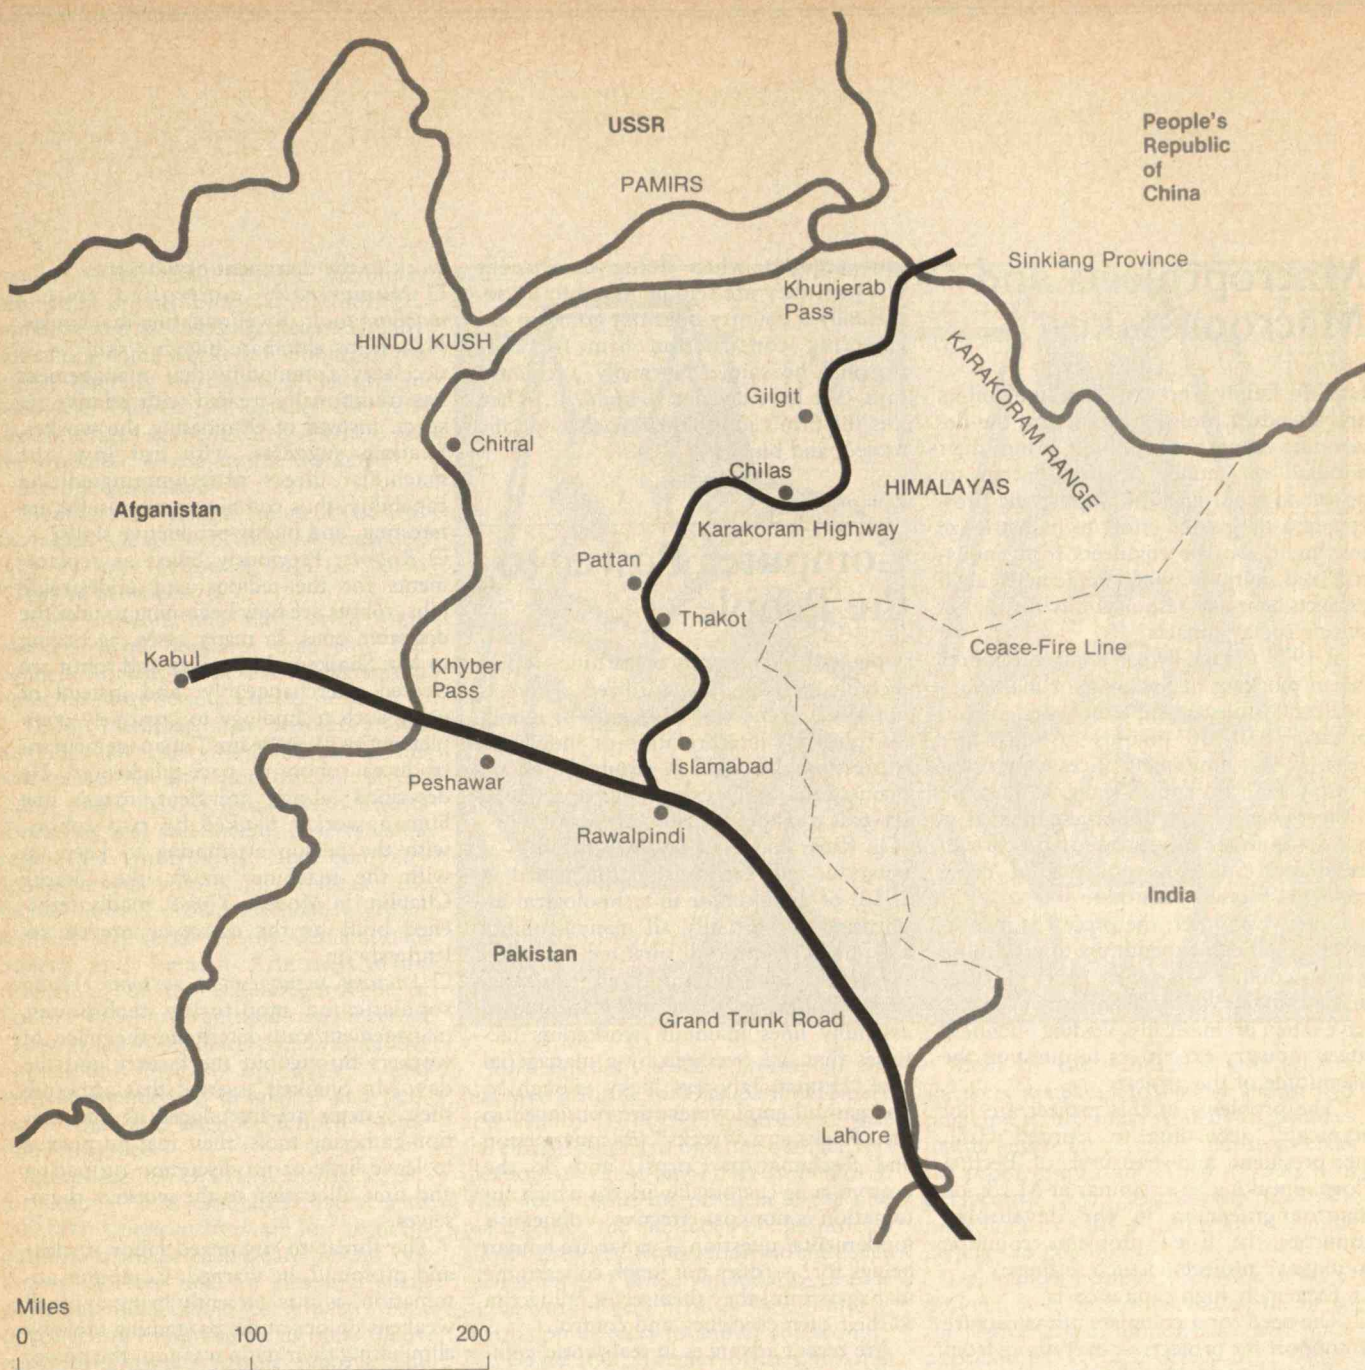 USSR
People's
Republic
of
China
PAMIRS
Sinkiang Province
Khunjerab
Pass
HINDU KUSH
KARAKORAM RANGE
Gilgit
Chitral
Chilas
HIMALAYAS
Afganistan
Karakoram Highway
Pattan
Thakot
Cease-Fire Line
Kabul
Khyber
Pass
Islamabad
Peshawar
Rawalpindi
India
Pakistan
Grand Trunk Road
Lahore
Miles
0 100 200